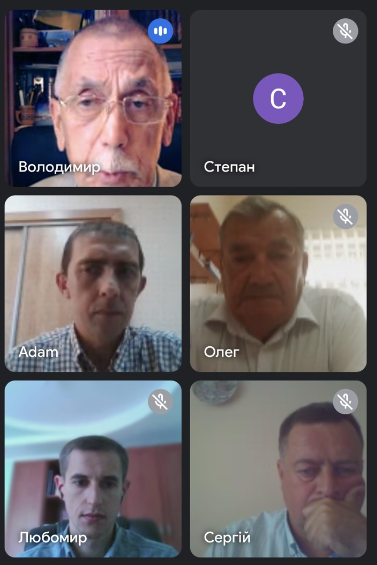 Володимир
С
Степан
Adam
Олег
Любомир
Сергій